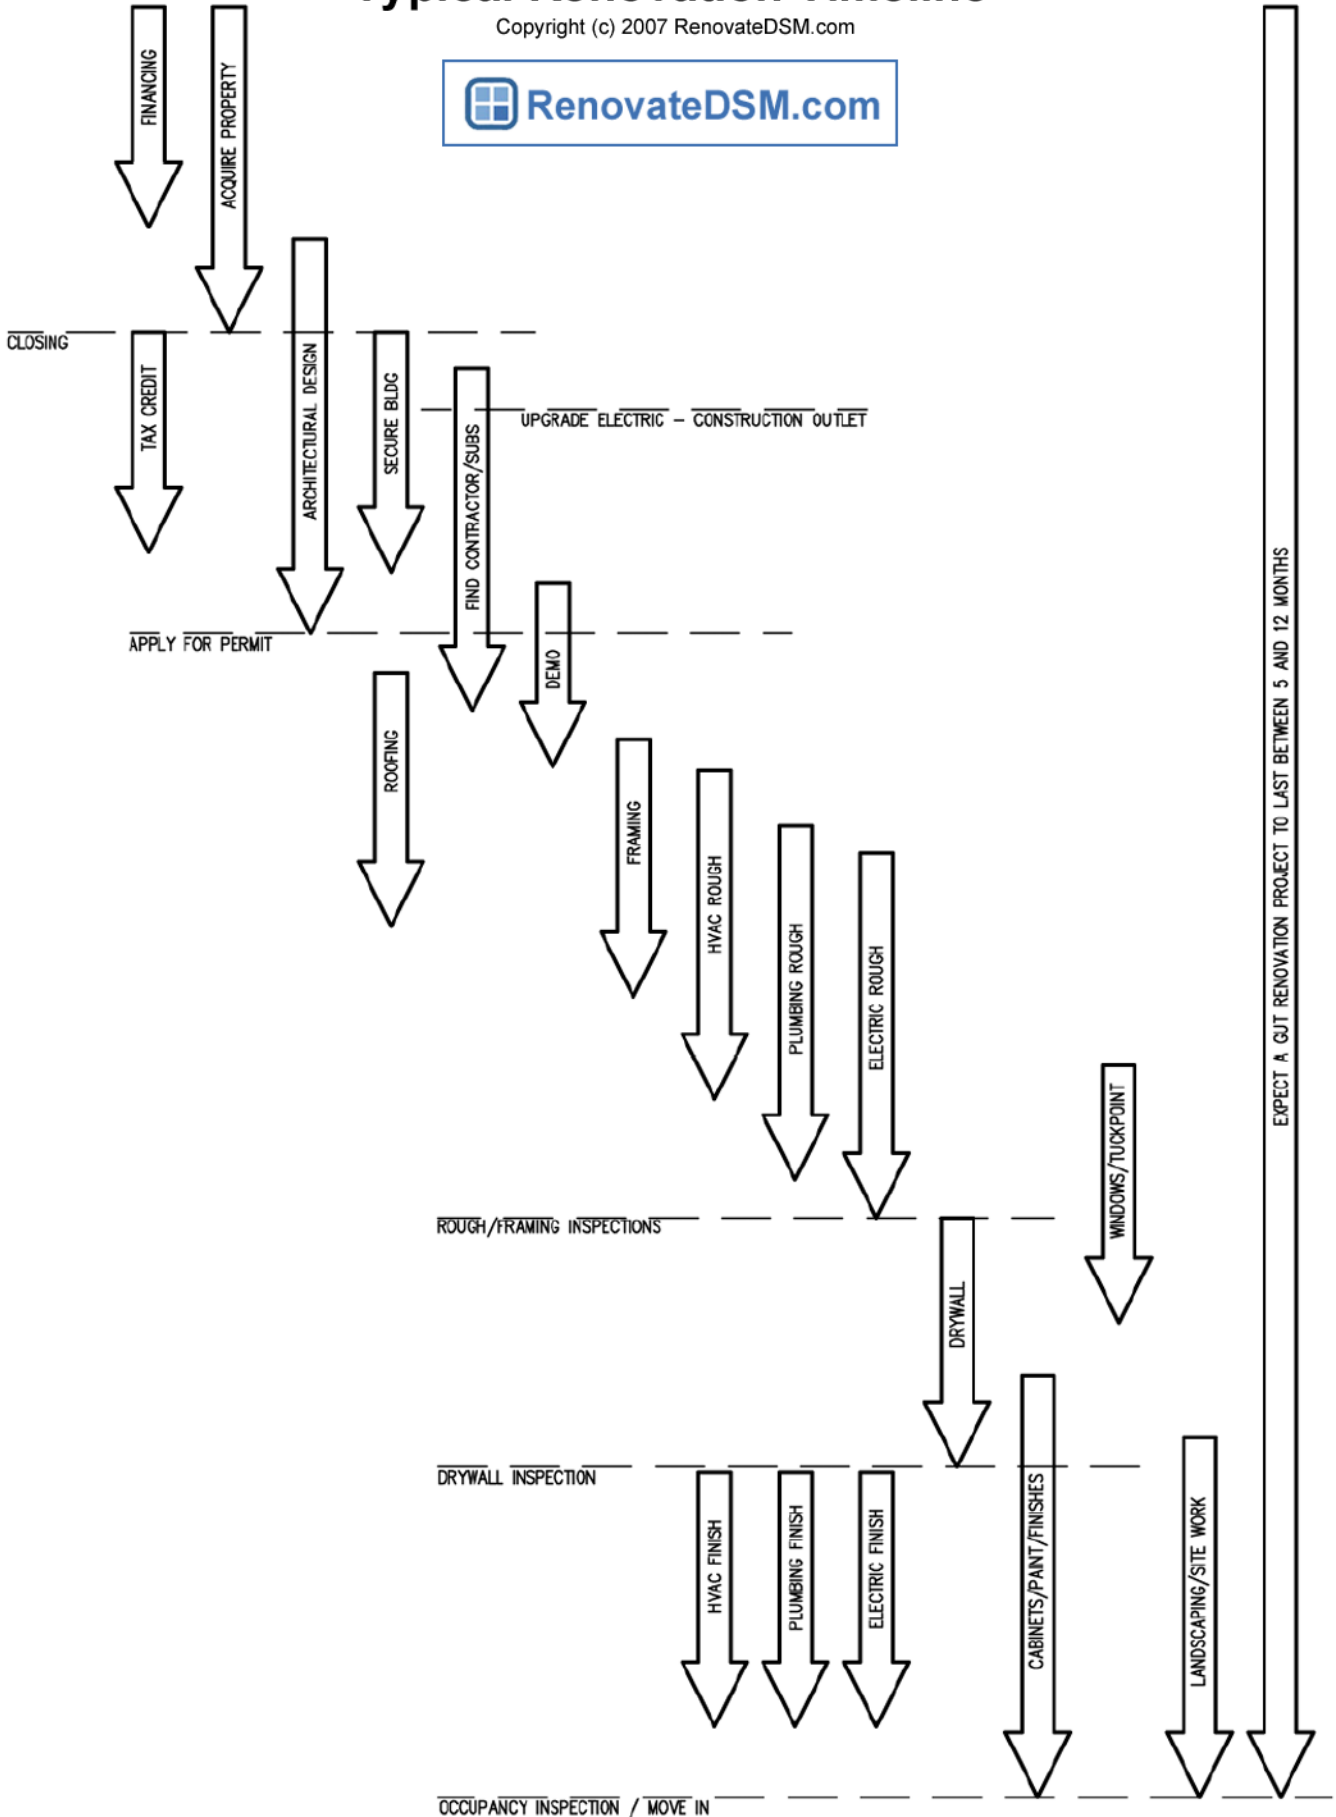 Typical Renovation Timeline
Copyright (c) 2007 RenovateDSM.com
RenovateDSM.com
FINANCING
ACQUIRE PROPERTY
CLOSING
TAX CREDIT
ARCHITECTURAL DESIGN
SECURE BLDG
FIND CONTRACTOR/SUBS
UPGRADE ELECTRIC - CONSTRUCTION OUTLET
APPLY FOR PERMIT
DEMO
ROOFING
FRAMING
HVAC ROUGH
PLUMBING ROUGH
ELECTRIC ROUGH
WINDOWS/TUCKPOINT
EXPECT A GUT RENOVATION PROJECT TO LAST BETWEEN 5 AND 12 MONTHS
ROUGH/FRAMING INSPECTIONS
DRYWALL
DRYWALL INSPECTION
HVAC FINISH
PLUMBING FINISH
ELECTRIC FINISH
CABINETS/PAINT/FINISHES
LANDSCAPING/SITE WORK
OCCUPANCY INSPECTION / MOVE IN